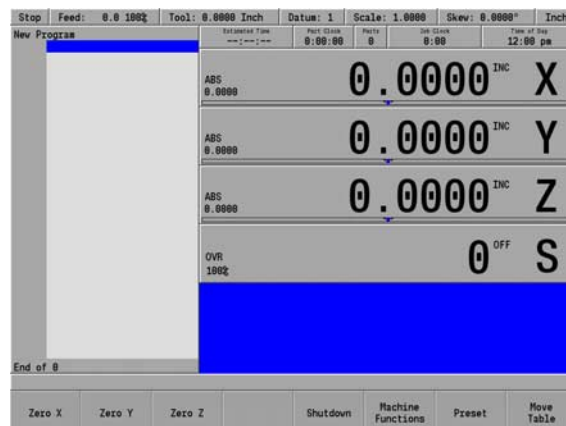 Stop Feed: 0.0 100% Tool: 0.0000 Inch Datum: 1 Scale: 1.0000 Skew: 0.0000° Inch
New Program
Estimated Time Part Clock Parts Job Clock Time of Day
--:--:-- 0:00:00 0 0:00 12:00 pm
ABS 0.0000 0.0000 INC X
ABS 0.0000 0.0000 INC Y
ABS 0.0000 0.0000 INC Z
OVR 100% 0 OFF S
End of 0
Zero X Zero Y Zero Z Shutdown Machine Functions Preset Move Table